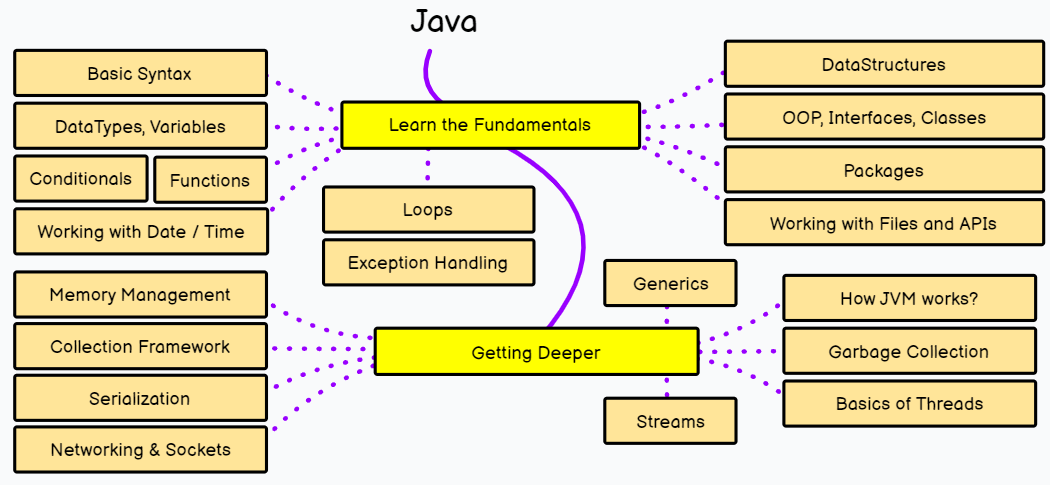 Java
Learn the Fundamentals
Basic Syntax
DataTypes, Variables
Conditionals
Functions
Working with Date / Time
Loops
Exception Handling
DataStructures
OOP, Interfaces, Classes
Packages
Working with Files and APIs
Getting Deeper
Memory Management
Collection Framework
Serialization
Networking & Sockets
Generics
Streams
How JVM works?
Garbage Collection
Basics of Threads